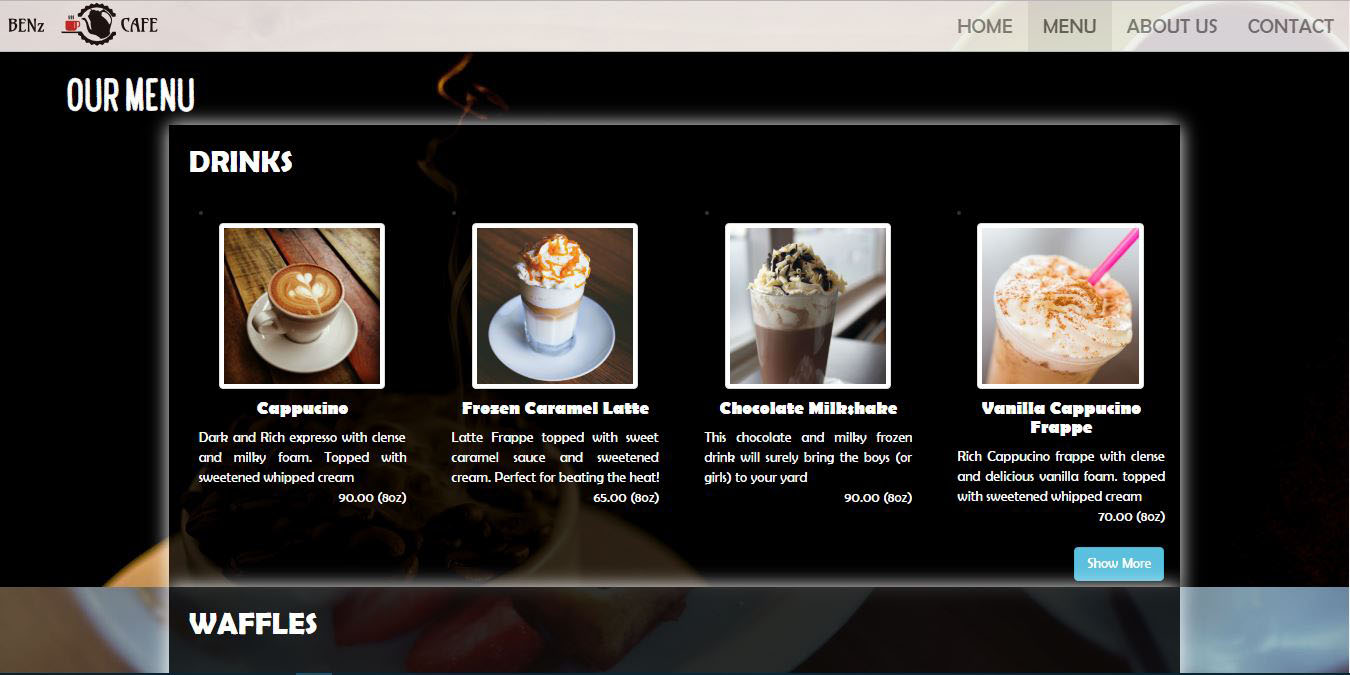 BENz CAFE
HOME MENU ABOUT US CONTACT
OUR MENU
DRINKS
Cappucino
Dark and Rich expresso with clense
and milky foam. Topped with
sweetened whipped cream
90.00 (8oz)
Frozen Caramel Latte
Latte Frappe topped with sweet
caramel sauce and sweetened
cream. Perfect for beating the heat!
65.00 (8oz)
Chocolate Milkshake
This chocolate and milky frozen
drink will surely bring the boys (or
girls) to your yard
90.00 (8oz)
Vanilla Cappucino
Frappe
Rich Cappucino frappe with clense
and delicious vanilla foam. topped
with sweetened whipped cream
70.00 (8oz)
Show More
WAFFLES